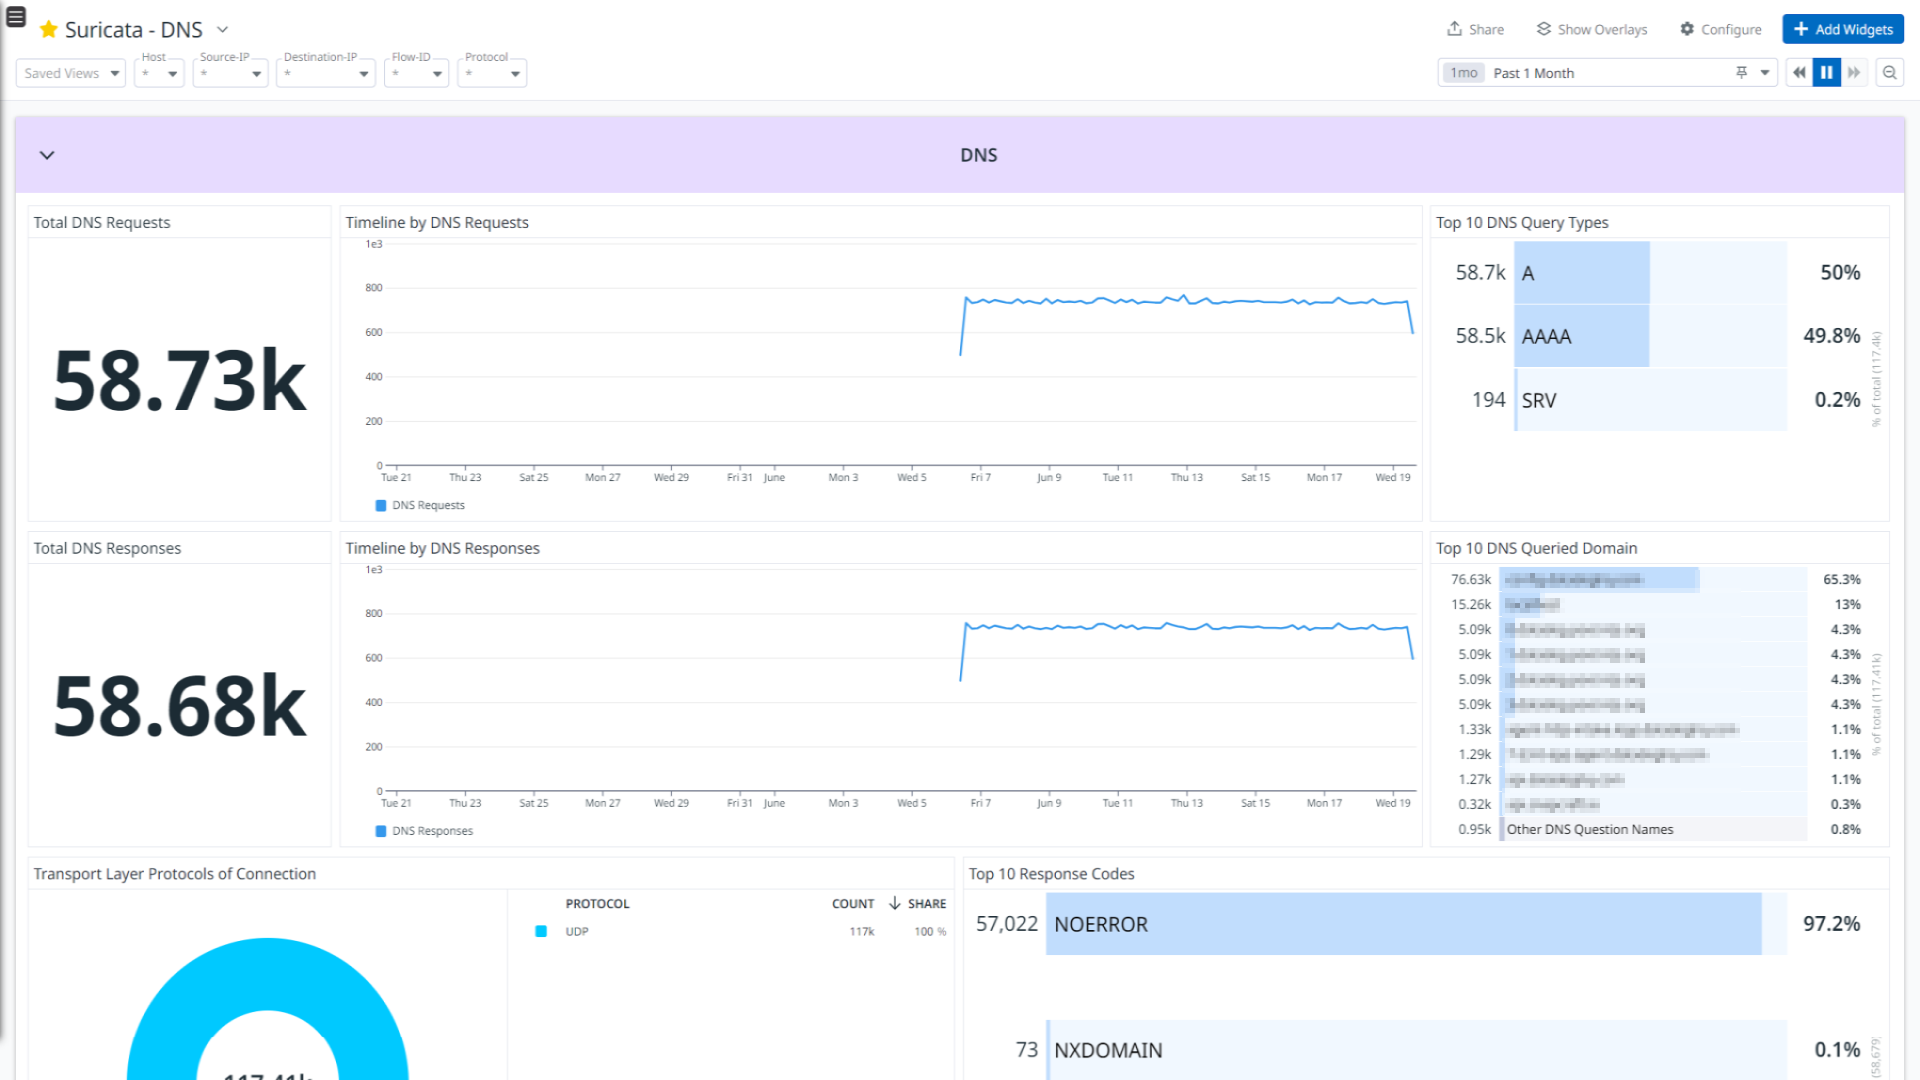 Suricata - DNS
Share
Show Overlays
Configure
Add Widgets
Saved Views
Host
*
Source-IP
*
Destination-IP
*
Flow-ID
*
Protocol
*
1mo Past 1 Month
DNS
Total DNS Requests
58.73k
Timeline by DNS Requests
1e3
800
600
400
200
0
Tue 21 Thu 23 Sat 25 Mon 27 Wed 29 Fri 31 June Mon 3 Wed 5 Fri 7 Jun 9 Tue 11 Thu 13 Sat 15 Mon 17 Wed 19
DNS Requests
Top 10 DNS Query Types
58.7k A 50%
58.5k AAAA 49.8%
194 SRV 0.2%
% of total (117.4k)
Total DNS Responses
58.68k
Timeline by DNS Responses
1e3
800
600
400
200
0
Tue 21 Thu 23 Sat 25 Mon 27 Wed 29 Fri 31 June Mon 3 Wed 5 Fri 7 Jun 9 Tue 11 Thu 13 Sat 15 Mon 17 Wed 19
DNS Responses
Top 10 DNS Queried Domain
76.63k 65.3%
15.26k 13%
5.09k 4.3%
5.09k 4.3%
5.09k 4.3%
5.09k 4.3%
1.33k 1.1%
1.29k 1.1%
1.27k 1.1%
0.32k 0.3%
0.95k Other DNS Question Names 0.8%
% of total (117.41k)
Transport Layer Protocols of Connection
PROTOCOL COUNT SHARE
UDP 117k 100 %
117.41k
Top 10 Response Codes
57,022 NOERROR 97.2%
73 NXDOMAIN 0.1%
(58,679)